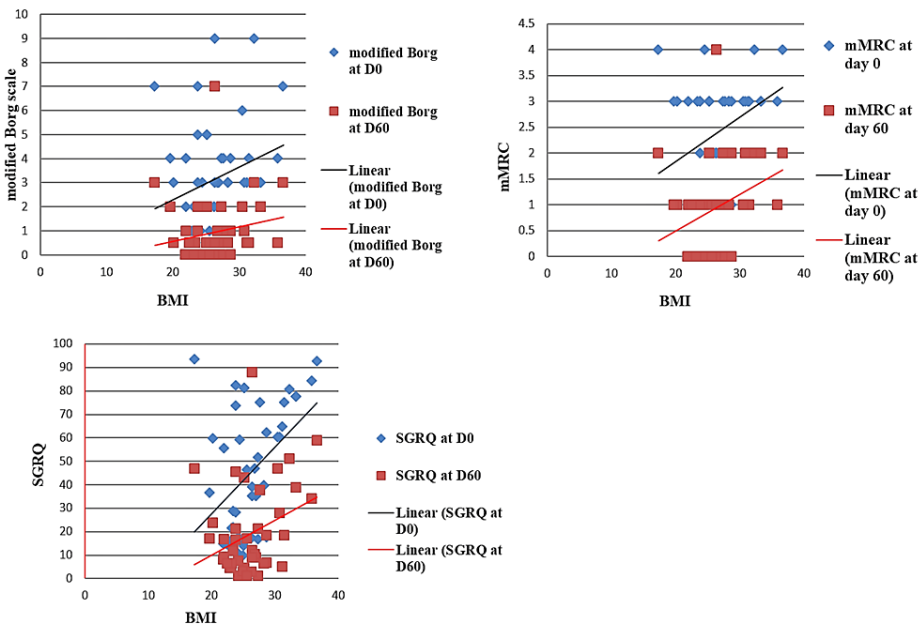 modified Borg scale
10
9
8
7
6
5
4
3
2
1
0
0
10
20
30
40
BMI
modified Borg
at D0
modified Borg
at D60
Linear
(modified Borg
at D0)
Linear
(modified Borg
at D60)
mMRC
4.5
4
3.5
3
2.5
2
1.5
1
0.5
0
0
10
20
30
40
BMI
mMRC at
day 0
mMRC at
day 60
Linear
(mMRC at
day 0)
Linear
(mMRC at
day 60)
SGRQ
100
90
80
70
60
50
40
30
20
10
0
0
10
20
30
40
BMI
SGRQ at D0
SGRQ at D60
Linear (SGRQ at
D0)
Linear (SGRQ at
D60)